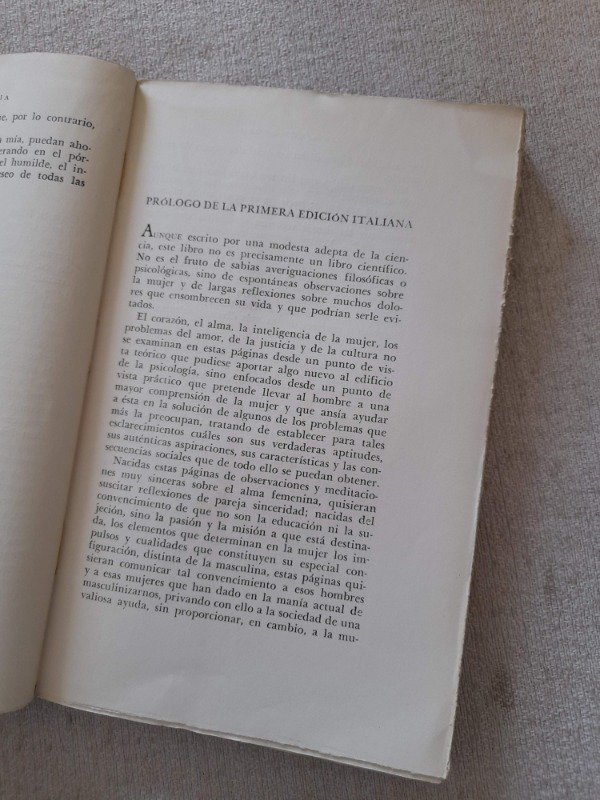 IA
ie, por lo contrario,
mía, puedan aho-
erando en el pór-
el humilde, el in-
seo de todas las
PRÓLOGO DE LA PRIMERA EDICIÓN ITALIANA
AUNQUE escrito por una modesta adepta de la cien-
cia, este libro no es precisamente un libro científico.
No es el fruto de sabias averiguaciones filosóficas o
psicológicas, sino de espontáneas observaciones sobre
la mujer y de largas reflexiones sobre muchos dolo-
res que ensombrecen su vida y que podrían serle evi-
tados.
El corazón, el alma, la inteligencia de la mujer, los
problemas del amor, de la justicia y de la cultura no
se examinan en estas páginas desde un punto de vis-
ta teórico que pudiese aportar algo nuevo al edificio
de la psicología, sino enfocados desde un punto de
vista práctico que pretende llevar al hombre a una
mayor comprensión de la mujer y que ansía ayudar
a ésta en la solución de algunos de los problemas que
más la preocupan, tratando de establecer para tales
esclarecimientos cuáles son sus verdaderas aptitudes,
sus auténticas aspiraciones, sus características y las con-
secuencias sociales que de todo ello se puedan obtener.
Nacidas estas páginas de observaciones y meditacio-
nes muy sinceras sobre el alma femenina, quisieran
suscitar reflexiones de pareja sinceridad; nacidas del
convencimiento de que no son la educación ni la su-
jeción, sino la pasión y la misión a que está destina-
da, los elementos que determinan en la mujer los im-
pulsos y cualidades que constituyen su especial con-
figuración, distinta de la masculina, estas páginas qui-
sieran comunicar tal convencimiento a esos hombres
y a esas mujeres que han dado en la manía actual de
masculinizarnos, privando con ello a la sociedad de una
valiosa ayuda, sin proporcionar, en cambio, a la mu-